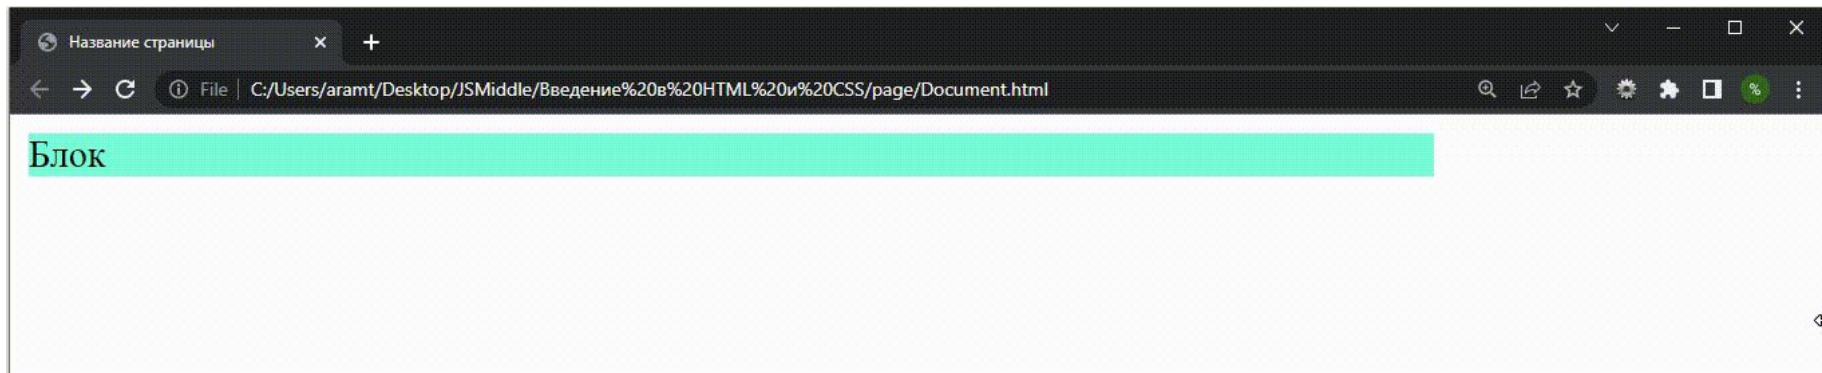 Название страницы
File C:/Users/aramt/Desktop/JSMiddle/Введение%20в%20HTML%20и%20CSS/page/Document.html
%
Блок